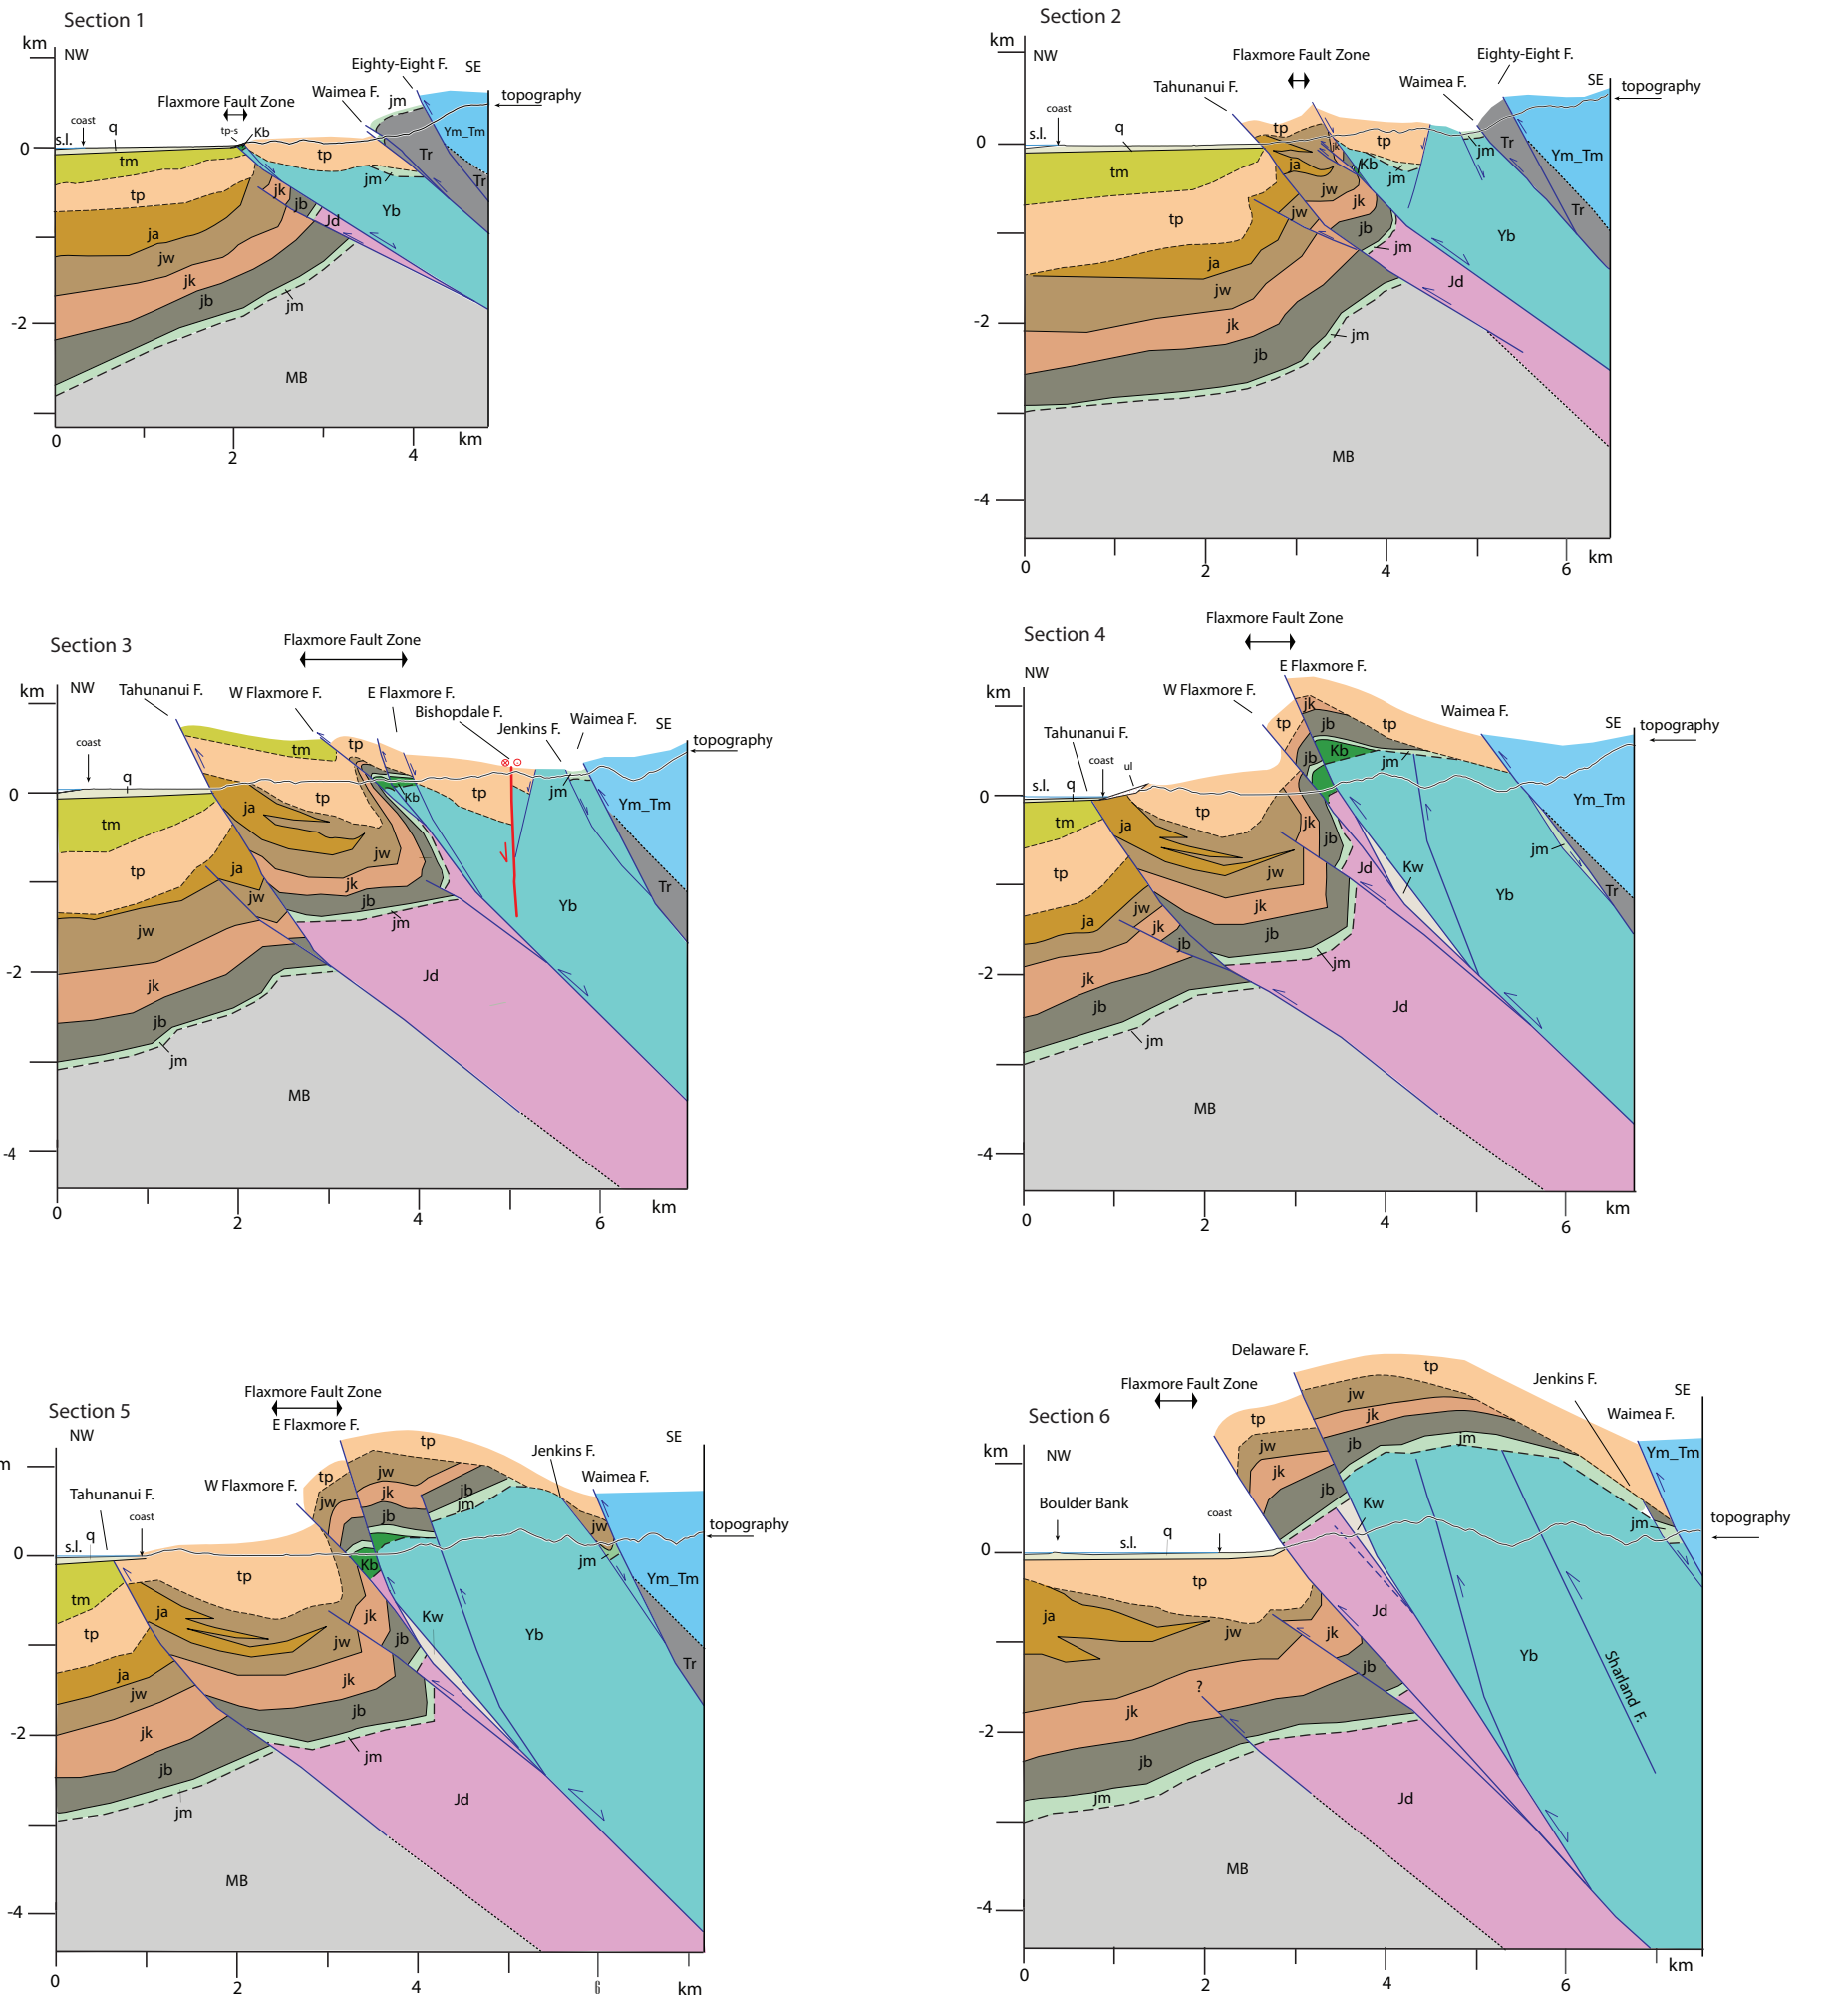 Section 1
km
NW
Eighty-Eight F.
SE
Waimea F.
jm
topography
Flaxmore Fault Zone
coast
q
tp-s
Kb
Ym_Tm
s.l.
0
tm
tp
Tr
jm
Tr
tp
jk
jb
Yb
Jd
ja
jw
jk
jb
jm
-2
MB
0
2
4
km
Section 2
km
NW
Flaxmore Fault Zone
Eighty-Eight F.
Tahunanui F.
Waimea F.
SE
topography
coast
q
s.l.
0
tp
tp
jk
Tr
jm
Ym_Tm
tm
ja
Kb
jm
jw
jk
Tr
tp
jw
jb
Yb
jm
ja
Jd
jw
-2
jk
jm
jb
MB
-4
0
2
4
6
km
Section 3
Flaxmore Fault Zone
km
NW
Tahunanui F.
W Flaxmore F.
E Flaxmore F.
Bishopdale F.
Jenkins F.
Waimea F.
SE
topography
coast
tm
tp
q
0
tp
Kb
tp
jm
Ym_Tm
ja
tm
jw
tp
ja
jk
Tr
jw
jb
Yb
jm
jw
-2
Jd
jk
jb
jm
MB
-4
0
2
4
6
km
Section 4
Flaxmore Fault Zone
NW
E Flaxmore F.
km
W Flaxmore F.
jk
Waimea F.
Tahunanui F.
tp
jb
tp
SE
topography
coast
ul
jb
Kb
jm
s.l.
q
0
tp
Ym_Tm
tm
ja
jk
jb
jm
tp
jw
Jd
Kw
Yb
Tr
jw
jk
ja
jk
jb
jb
jm
-2
jk
Jd
jb
jm
MB
-4
0
2
4
6
km
Section 5
Flaxmore Fault Zone
NW
E Flaxmore F.
SE
m
tp
Jenkins F.
W Flaxmore F.
tp
jw
Waimea F.
Tahunanui F.
jw
jk
jb
jm
coast
jb
topography
q
s.l.
jw
0
Kb
jm
tp
Ym_Tm
tm
ja
jk
Kw
tp
jw
jb
Yb
Tr
ja
jk
jw
jb
-2
jk
jm
jb
Jd
jm
MB
-4
0
2
4
6
km
Delaware F.
Flaxmore Fault Zone
tp
Jenkins F.
SE
Section 6
jw
tp
jk
Waimea F.
km
NW
jw
jb
jm
Ym_Tm
jk
jb
Boulder Bank
Kw
coast
q
s.l.
jm
topography
0
tp
ja
Jd
jw
jk
Yb
jb
Sharland F.
?
jk
-2
jb
jm
Jd
MB
-4
0
2
4
6
km